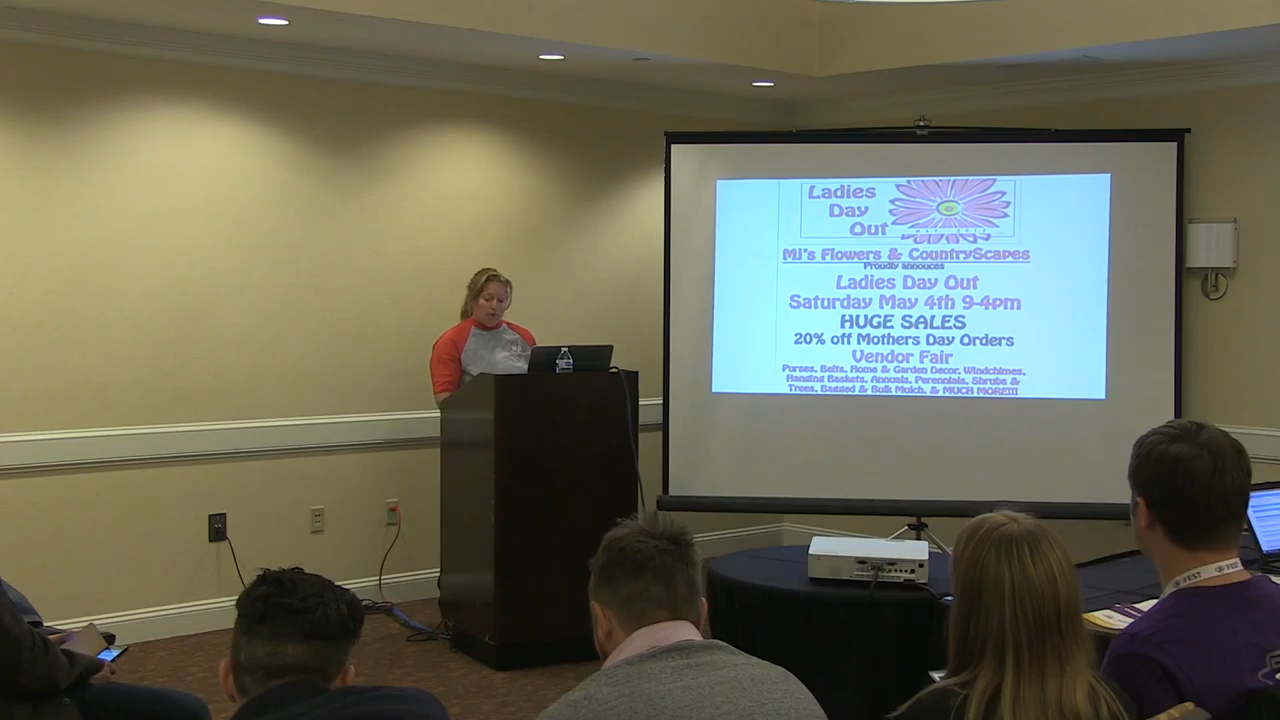 Ladies
Day
Out
MAY 2013
MJ's Flowers & CountryScapes
Proudly annouces
Ladies Day Out
Saturday May 4th 9-4pm
HUGE SALES
20% off Mothers Day Orders
Vendor Fair
Purses, Belts, Home & Garden Decor, Windchimes,
Hanging Baskets, Annuals, Perennials, Shrubs &
Trees, Bagged & Bulk Mulch, & MUCH MORE!!!